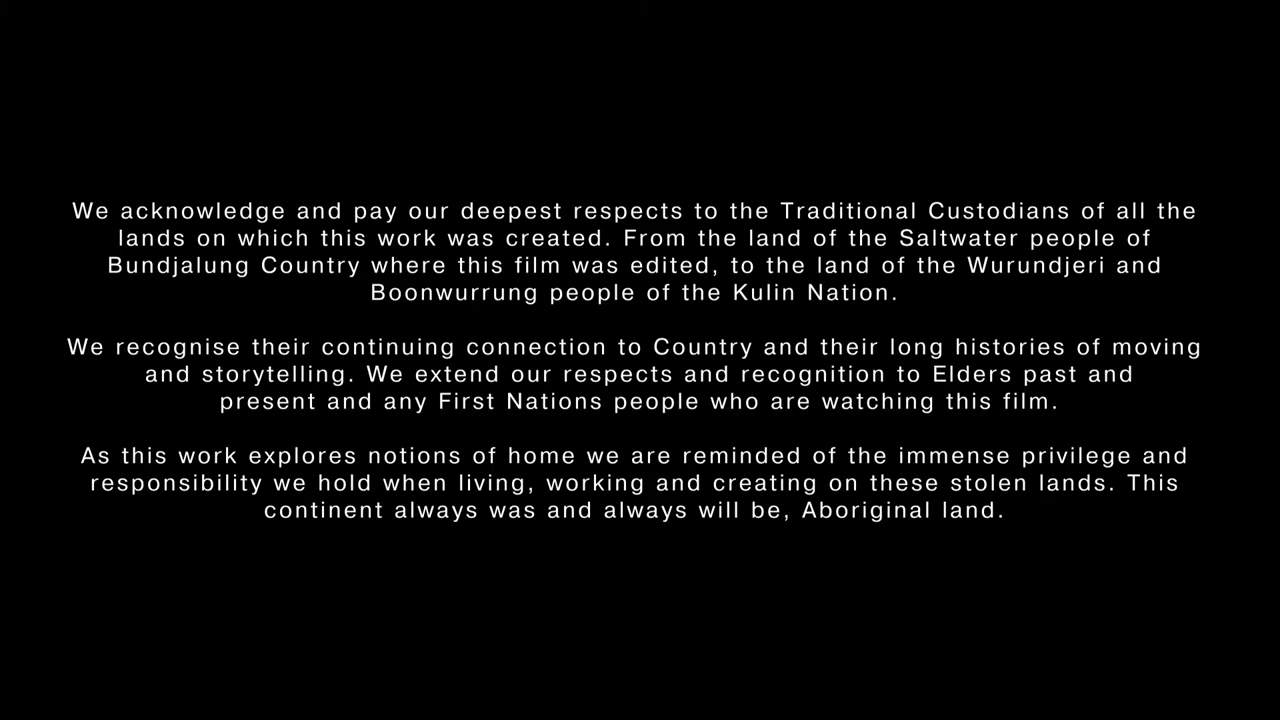 We acknowledge and pay our deepest respects to the Traditional Custodians of all the
lands on which this work was created. From the land of the Saltwater people of
Bundjalung Country where this film was edited, to the land of the Wurundjeri and
Boonwurrung people of the Kulin Nation.
We recognise their continuing connection to Country and their long histories of moving
and storytelling. We extend our respects and recognition to Elders past and
present and any First Nations people who are watching this film.
As this work explores notions of home we are reminded of the immense privilege and
responsibility we hold when living, working and creating on these stolen lands. This
continent always was and always will be, Aboriginal land.